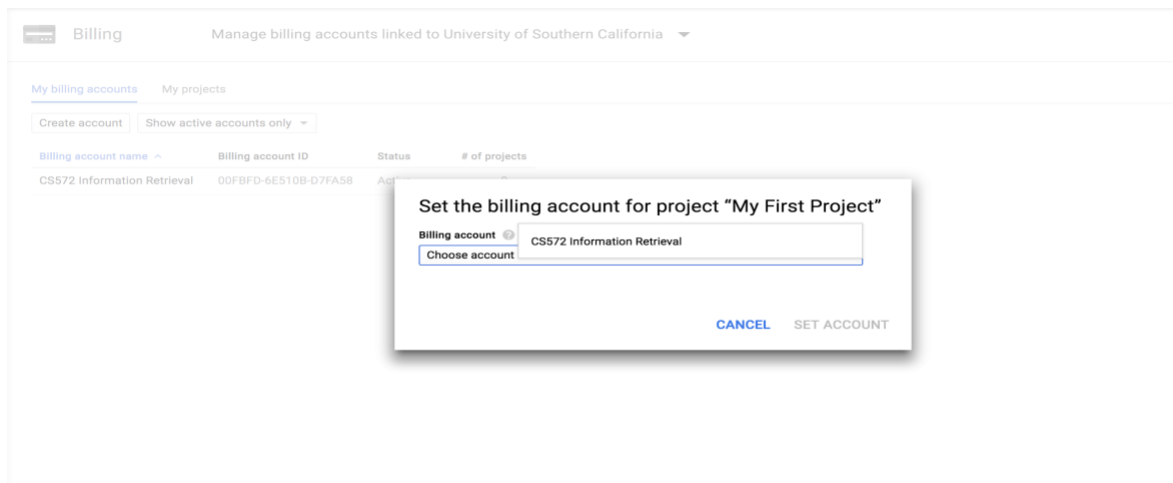 Billing
Manage billing accounts linked to University of Southern California
My billing accounts My projects
Create account Show active accounts only
Billing account name Billing account ID Status # of projects
CS572 Information Retrieval 00FBFD-6E510B-D7FA58
Set the billing account for project “My First Project”
Billing account
CS572 Information Retrieval
Choose account
CANCEL SET ACCOUNT